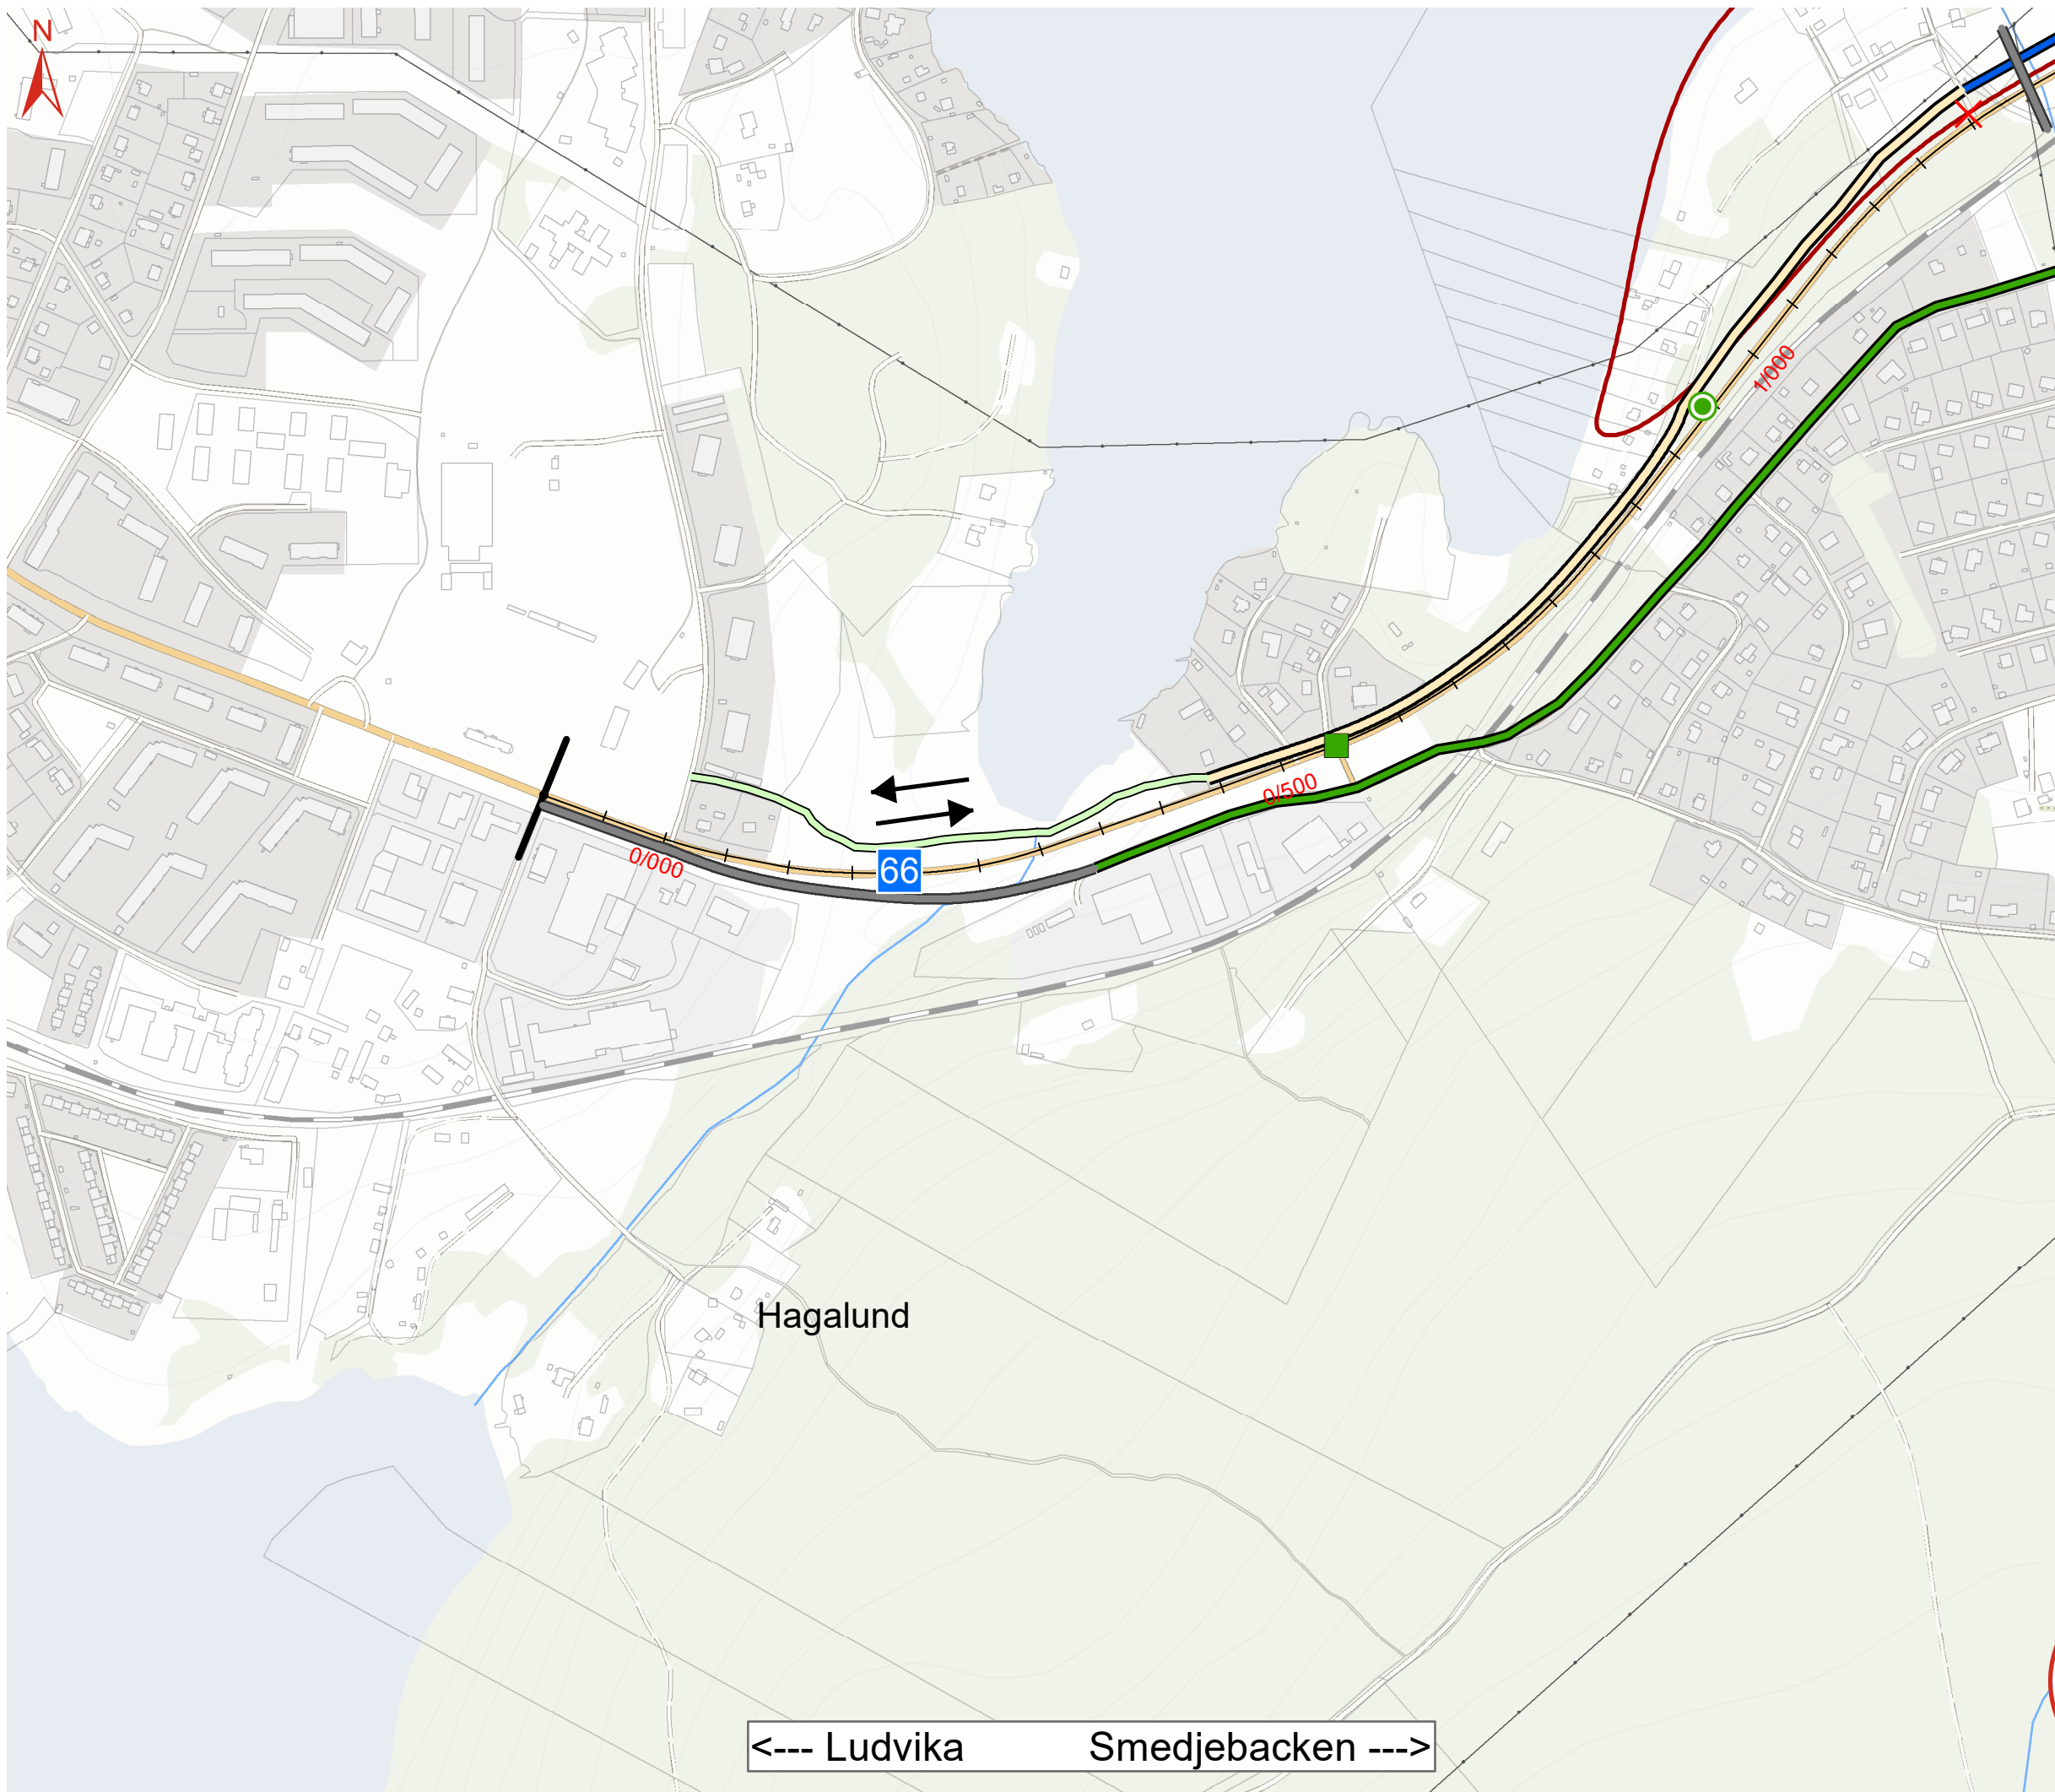 N
1/000
0/500
0/000
66
Hagalund
<--- Ludvika Smedjebacken --->